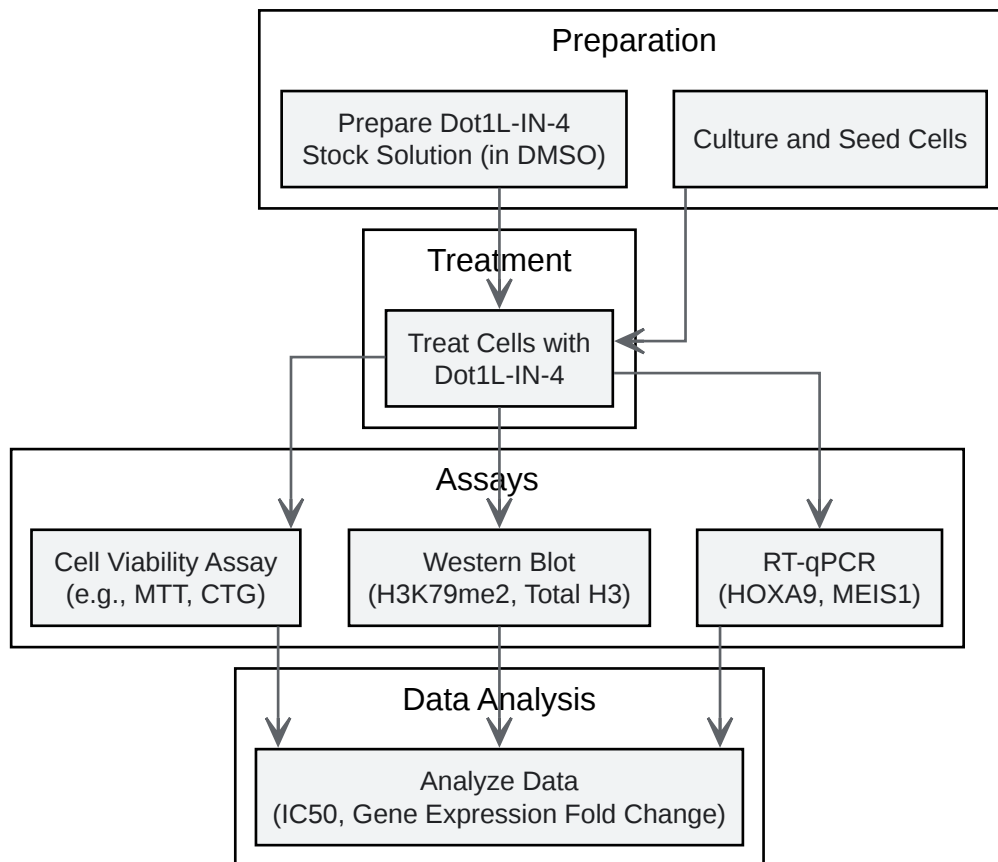 Preparation
Prepare Dot1L-IN-4
Stock Solution (in DMSO)
Culture and Seed Cells
Treatment
Treat Cells with
Dot1L-IN-4
Assays
Cell Viability Assay
(e.g., MTT, CTG)
Western Blot
(H3K79me2, Total H3)
RT-qPCR
(HOXA9, MEIS1)
Data Analysis
Analyze Data
(IC50, Gene Expression Fold Change)